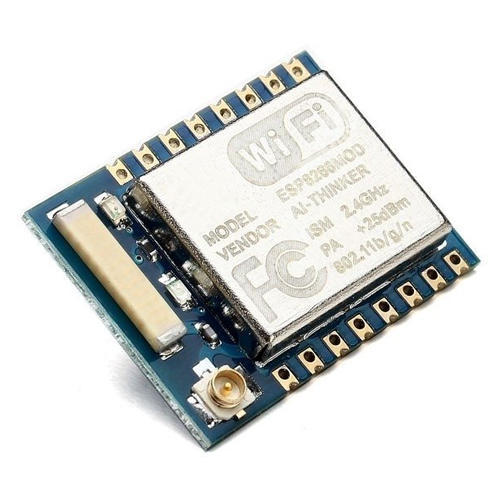 WiFi
MODEL ESP8266MOD
VENDOR AI-THINKER
ISM 2.4GHz
PA +25dBm
802.11b/g/n
FC